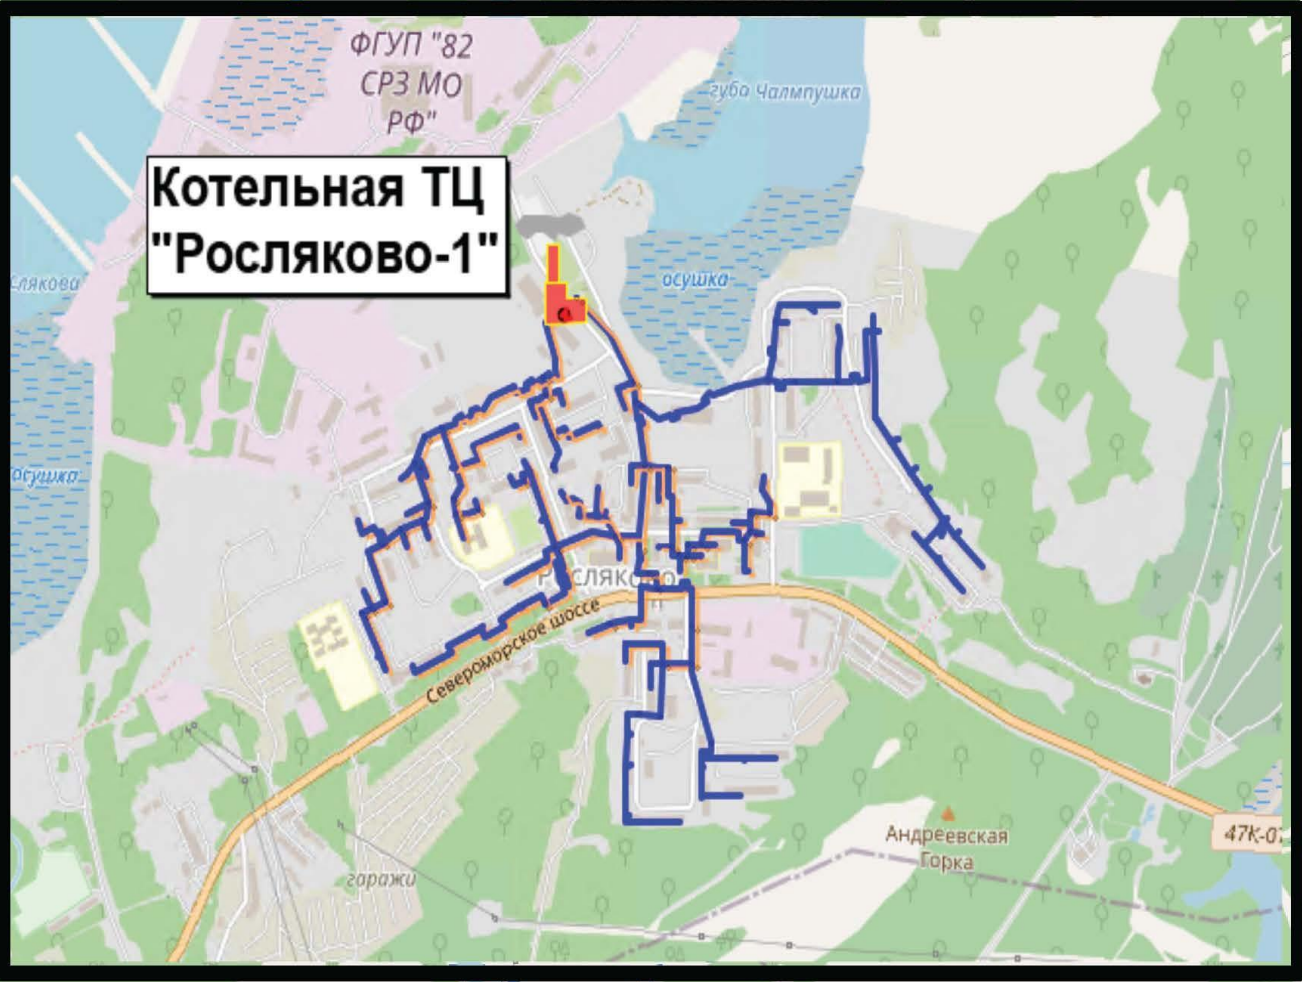 ФГУП "82
СРЗ МО
РФ"
губа Чалмпушка
Котельная ТЦ
"Росляково-1"
слякова
осушка
осушка
Росляково
Североморское шоссе
47К-07
Андреевская
Горка
гаражи